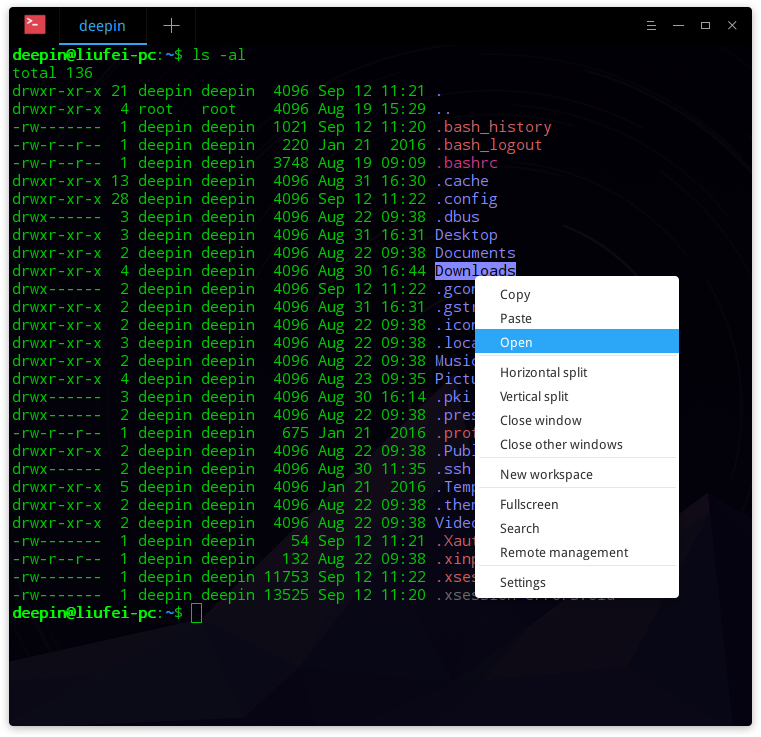 deepin
deepin@liufei-pc:~$ ls -al
total 136
drwxr-xr-x 21 deepin deepin  4096 Sep 12 11:21 .
drwxr-xr-x  4 root   root    4096 Aug 19 15:29 ..
-rw-------  1 deepin deepin  1021 Sep 12 11:20 .bash_history
-rw-r--r--  1 deepin deepin   220 Jan 21  2016 .bash_logout
-rw-r--r--  1 deepin deepin  3748 Aug 19 09:09 .bashrc
drwxr-xr-x 13 deepin deepin  4096 Aug 31 16:30 .cache
drwxr-xr-x 28 deepin deepin  4096 Sep 12 11:22 .config
drwx------  3 deepin deepin  4096 Aug 22 09:38 .dbus
drwxr-xr-x  3 deepin deepin  4096 Aug 31 16:31 Desktop
drwxr-xr-x  2 deepin deepin  4096 Aug 22 09:38 Documents
drwxr-xr-x  4 deepin deepin  4096 Aug 30 16:44 Downloads
drwx------  2 deepin deepin  4096 Sep 12 11:22 .gcon
drwxr-xr-x  2 deepin deepin  4096 Aug 31 16:31 .gstr
drwxr-xr-x  2 deepin deepin  4096 Aug 22 09:38 .icon
drwxr-xr-x  3 deepin deepin  4096 Aug 22 09:38 .loca
drwxr-xr-x  2 deepin deepin  4096 Aug 22 09:38 Music
drwxr-xr-x  4 deepin deepin  4096 Aug 23 09:35 Pictu
drwx------  3 deepin deepin  4096 Aug 30 16:14 .pki
drwxr-xr-x  2 deepin deepin  4096 Aug 22 09:38 .pres
-rw-r--r--  1 deepin deepin   675 Jan 21  2016 .prof
drwxr-xr-x  2 deepin deepin  4096 Aug 22 09:38 .Publ
drwx------  2 deepin deepin  4096 Aug 30 11:35 .ssh
drwxr-xr-x  5 deepin deepin  4096 Jan 21  2016 .Temp
drwxr-xr-x  2 deepin deepin  4096 Aug 22 09:38 .them
drwxr-xr-x  2 deepin deepin  4096 Aug 22 09:38 Video
-rw-------  1 deepin deepin    54 Sep 12 11:21 .Xaut
-rw-r--r--  1 deepin deepin   132 Aug 22 09:38 .xinp
-rw-------  1 deepin deepin 11753 Sep 12 11:22 .xses
-rw-------  1 deepin deepin 13525 Sep 12 11:20 .xsession-errors.old
deepin@liufei-pc:~$
Copy
Paste
Open
Horizontal split
Vertical split
Close window
Close other windows
New workspace
Fullscreen
Search
Remote management
Settings